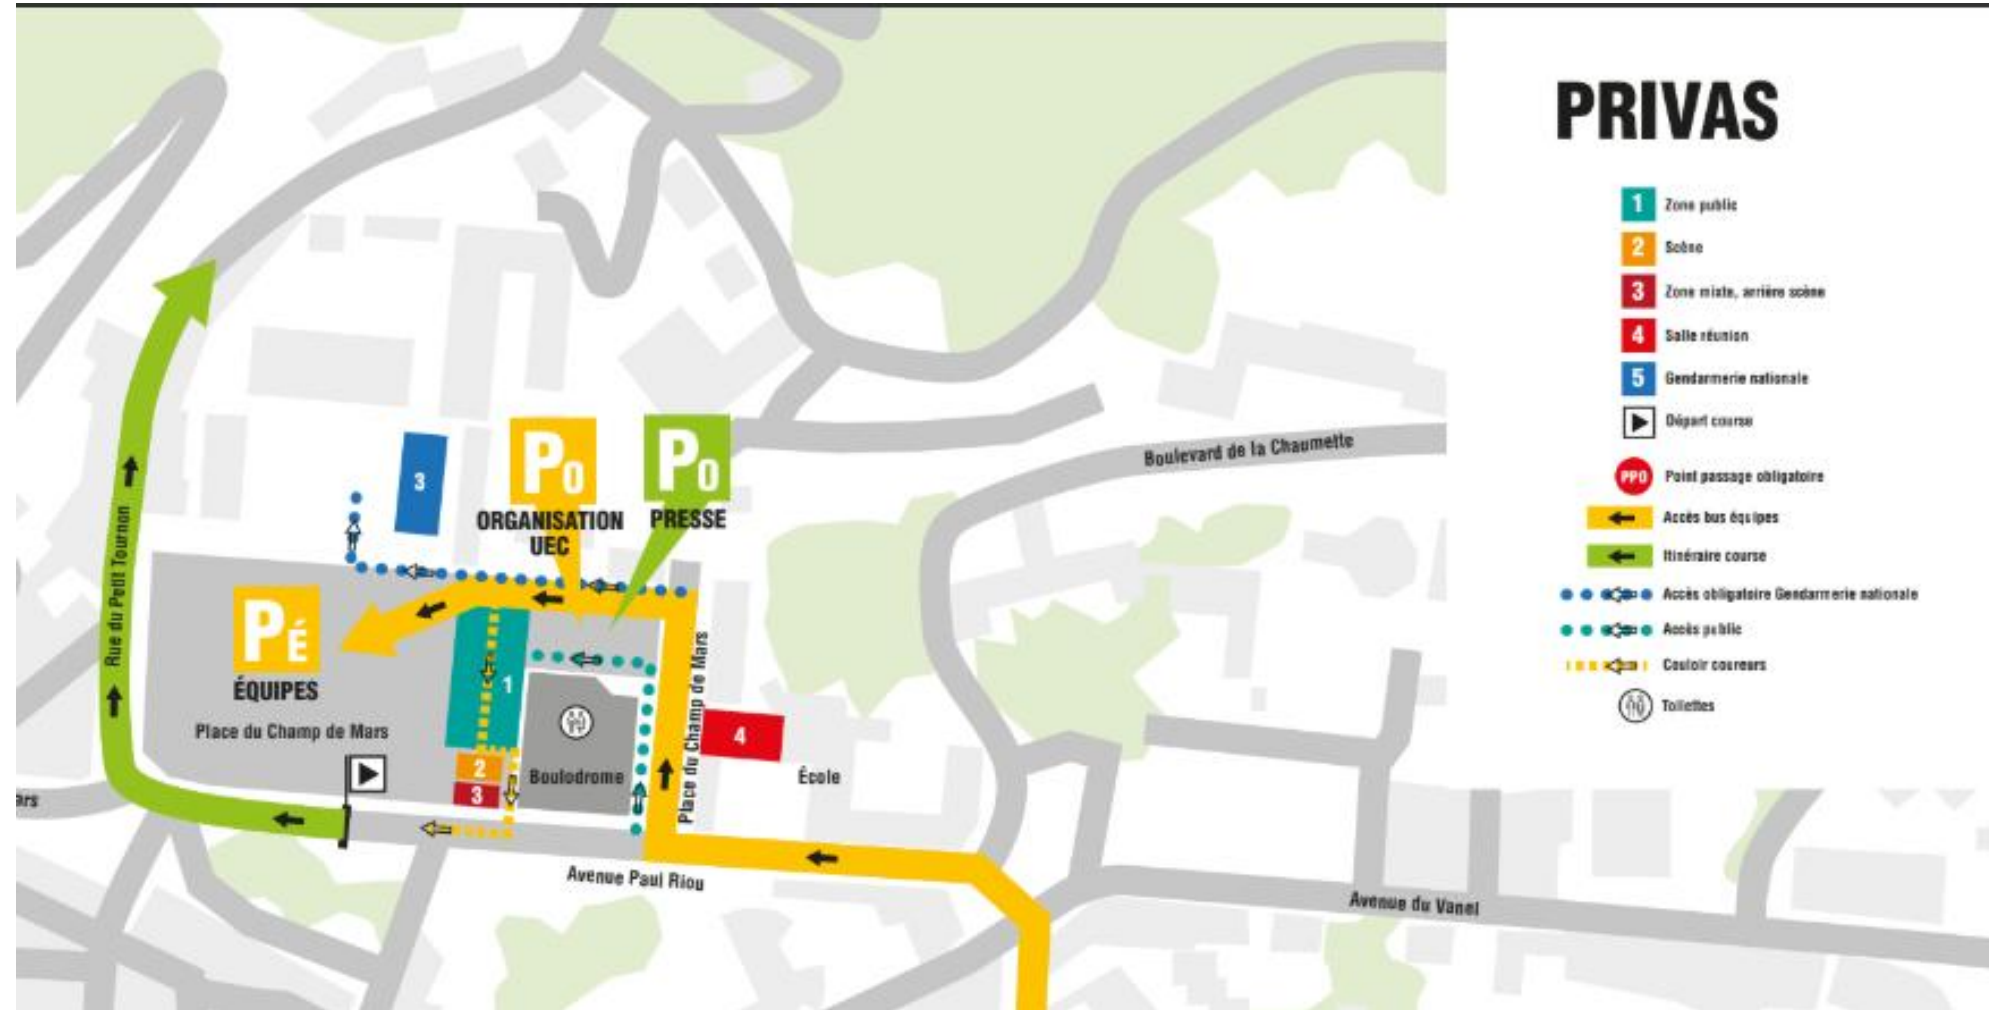 PRIVAS
1 Zone public
2 Scène
3 Zone mixte, arrière scène
4 Salle réunion
5 Gendarmerie nationale
Départ course
PPO Point passage obligatoire
Accès bus équipes
Itinéraire course
Accès obligatoire Gendarmerie nationale
Accès public
Couloir coureurs
Toilettes
Boulevard de la Chaumette
3
PO
ORGANISATION
UEC
PO
PRESSE
Rue du Petit Tournon
PÉ
ÉQUIPES
Place du Champ de Mars
1
2
3
Boulodrome
Place du Champ de Mars
4
École
ars
Avenue Paul Riou
Avenue du Vanel